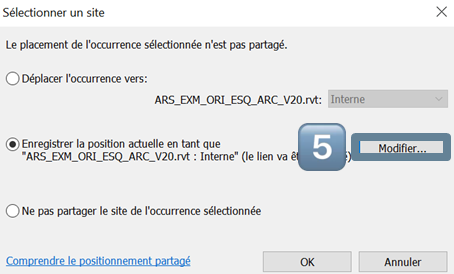 Sélectionner un site
Le placement de l'occurrence sélectionnée n'est pas partagé.
Déplacer l'occurrence vers:
ARS_EXM_ORI_ESQ_ARC_V20.rvt: Interne
Enregistrer la position actuelle en tant que
"ARS_EXM_ORI_ESQ_ARC_V20.rvt : Interne" (le lien va
5
Modifier...
Ne pas partager le site de l'occurrence sélectionnée
Comprendre le positionnement partagé
OK Annuler